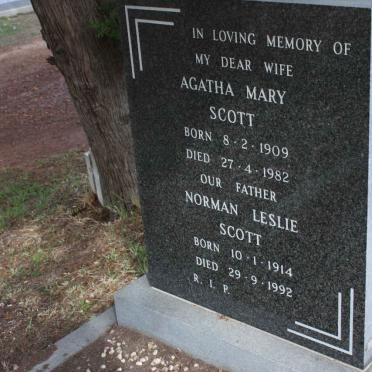 IN LOVING MEMORY OF
MY DEAR WIFE
AGATHA MARY
SCOTT
BORN 8 - 2 - 1909
DIED 27 - 4 - 1982
OUR FATHER
NORMAN LESLIE
SCOTT
BORN 10 - 1 - 1914
DIED 29 - 9 - 1992
R. I. P.